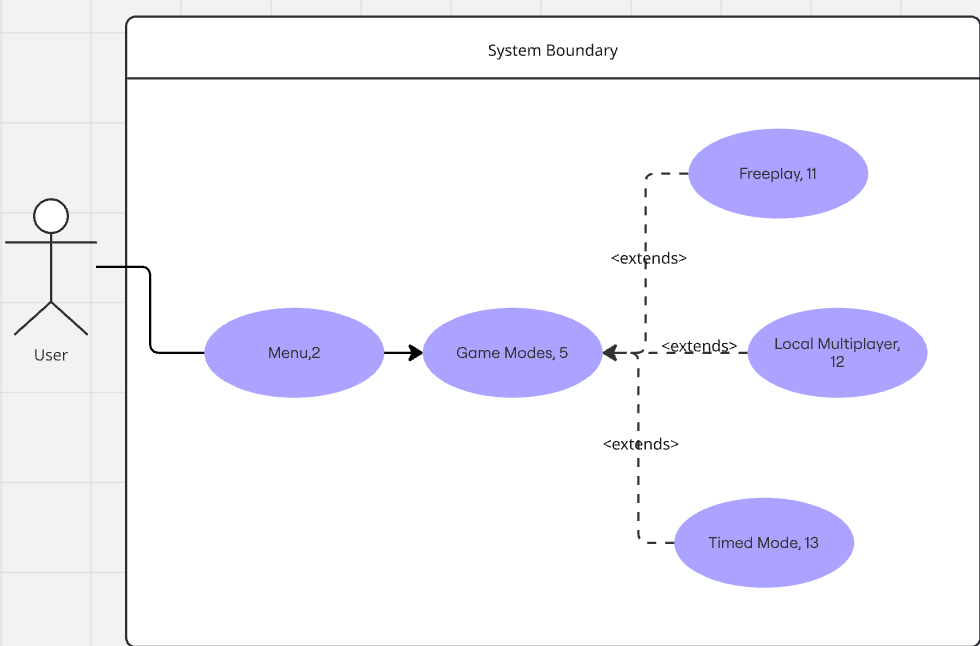 System Boundary
Freeplay, 11
<extends>
User
Menu,2
Game Modes, 5
<extends>
Local Multiplayer,
12
<extends>
Timed Mode, 13